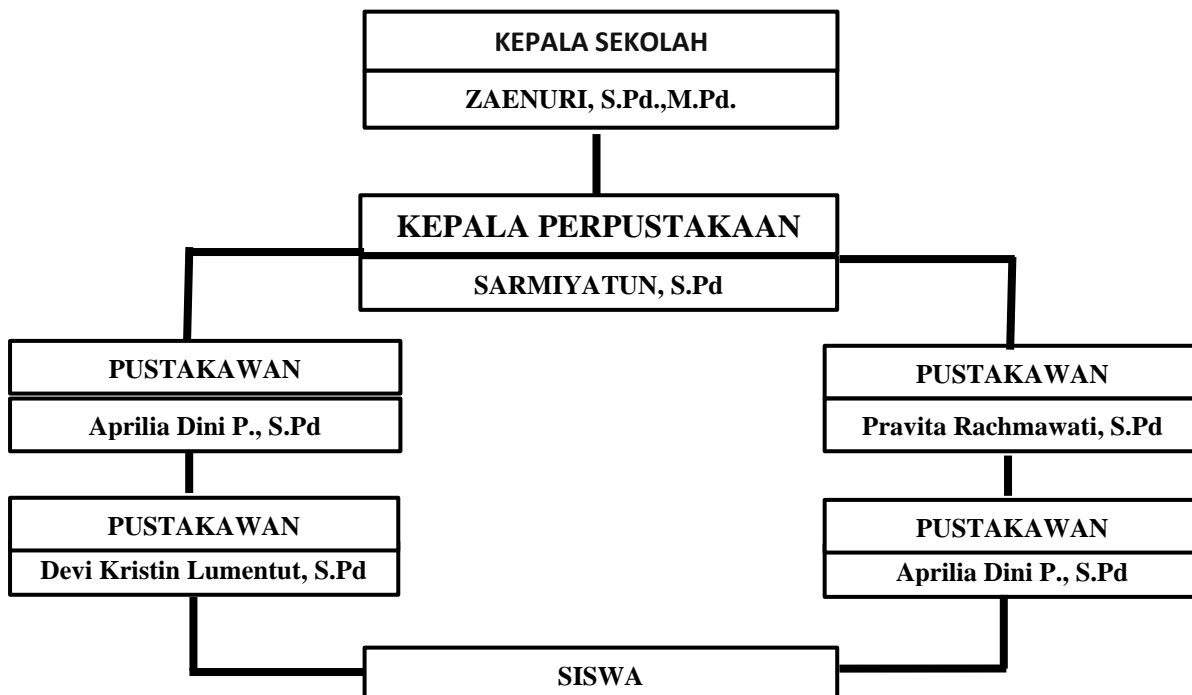 KEPALA SEKOLAH
ZAENURI, S.Pd.,M.Pd.
KEPALA PERPUSTAKAAN
SARMIYATUN, S.Pd
PUSTAKAWAN
Aprilia Dini P., S.Pd
PUSTAKAWAN
Pravita Rachmawati, S.Pd
PUSTAKAWAN
Devi Kristin Lumentut, S.Pd
PUSTAKAWAN
Aprilia Dini P., S.Pd
SISWA